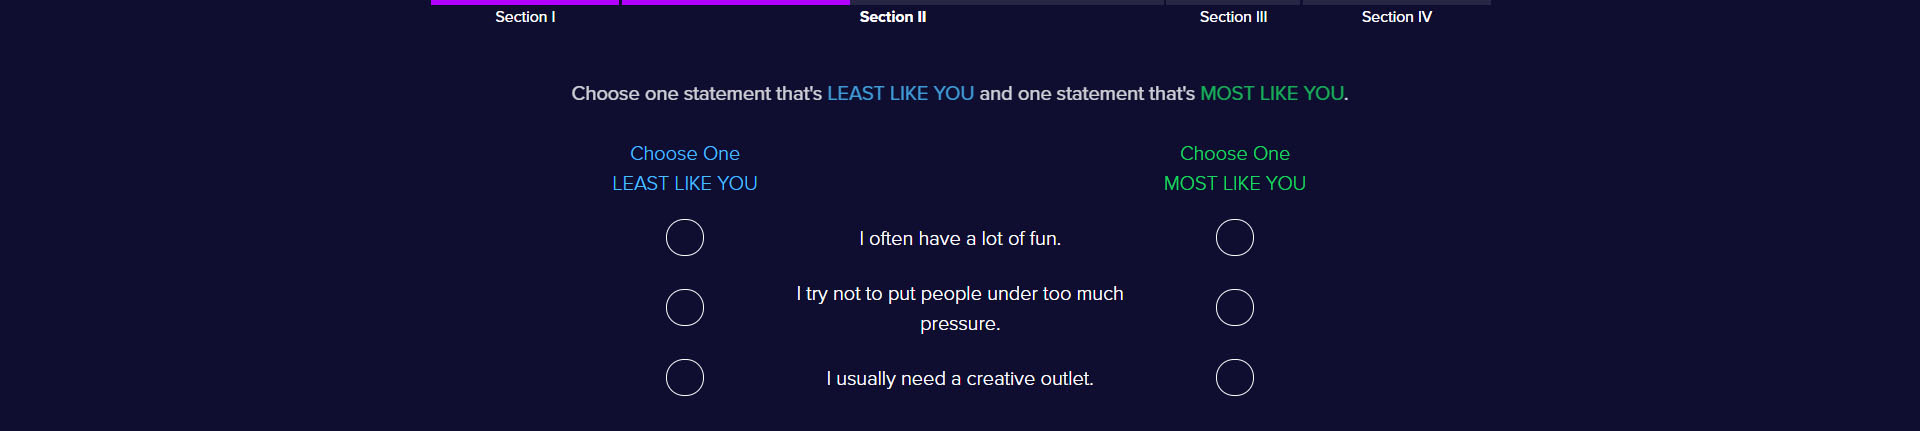 Section I
Section II
Section III
Section IV
Choose one statement that's LEAST LIKE YOU and one statement that's MOST LIKE YOU.
Choose One
LEAST LIKE YOU
Choose One
MOST LIKE YOU
I often have a lot of fun.
I try not to put people under too much
pressure.
I usually need a creative outlet.